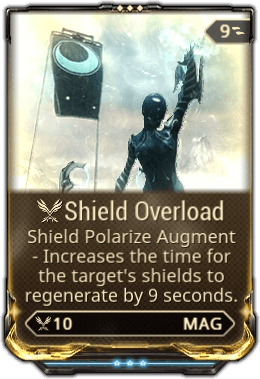 9
Shield Overload
Shield Polarize Augment
- Increases the time for
the target's shields to
regenerate by 9 seconds.
10 MAG